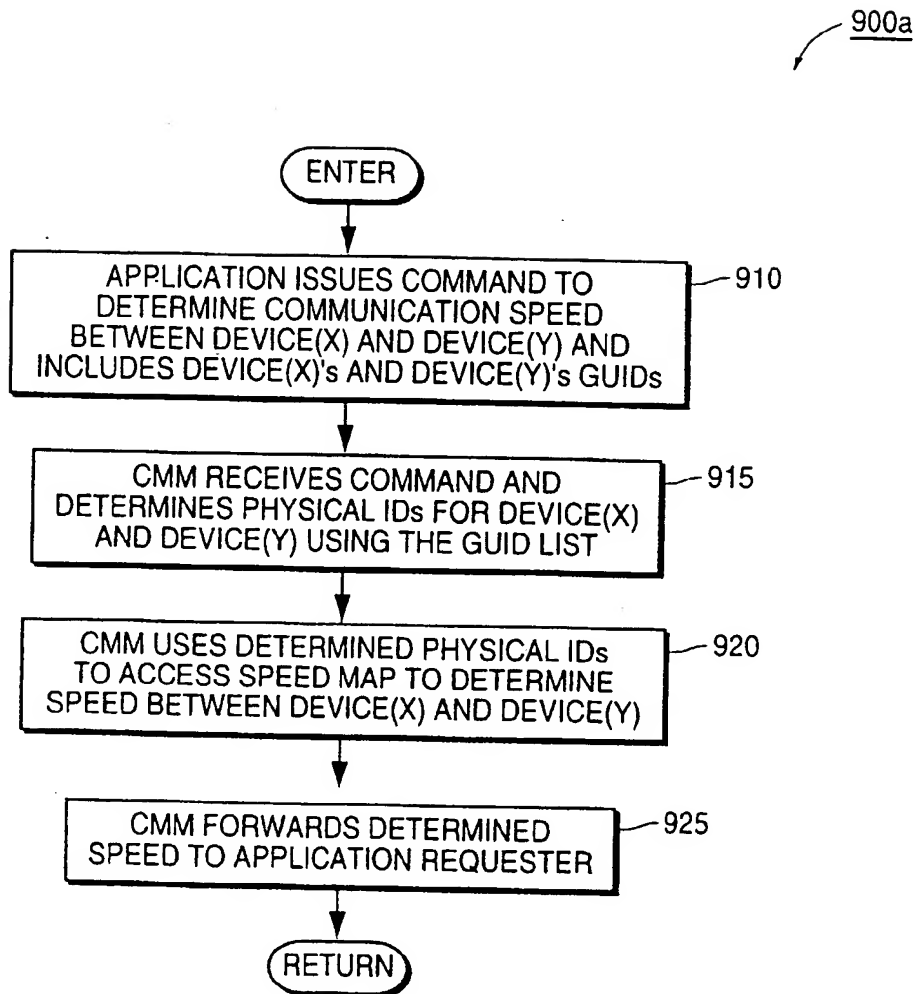 900a
ENTER
APPLICATION ISSUES COMMAND TO
DETERMINE COMMUNICATION SPEED
BETWEEN DEVICE(X) AND DEVICE(Y) AND
INCLUDES DEVICE(X)'s AND DEVICE(Y)'s GUIDs
910
CMM RECEIVES COMMAND AND
DETERMINES PHYSICAL IDs FOR DEVICE(X)
AND DEVICE(Y) USING THE GUID LIST
915
CMM USES DETERMINED PHYSICAL IDs
TO ACCESS SPEED MAP TO DETERMINE
SPEED BETWEEN DEVICE(X) AND DEVICE(Y)
920
CMM FORWARDS DETERMINED
SPEED TO APPLICATION REQUESTER
925
RETURN